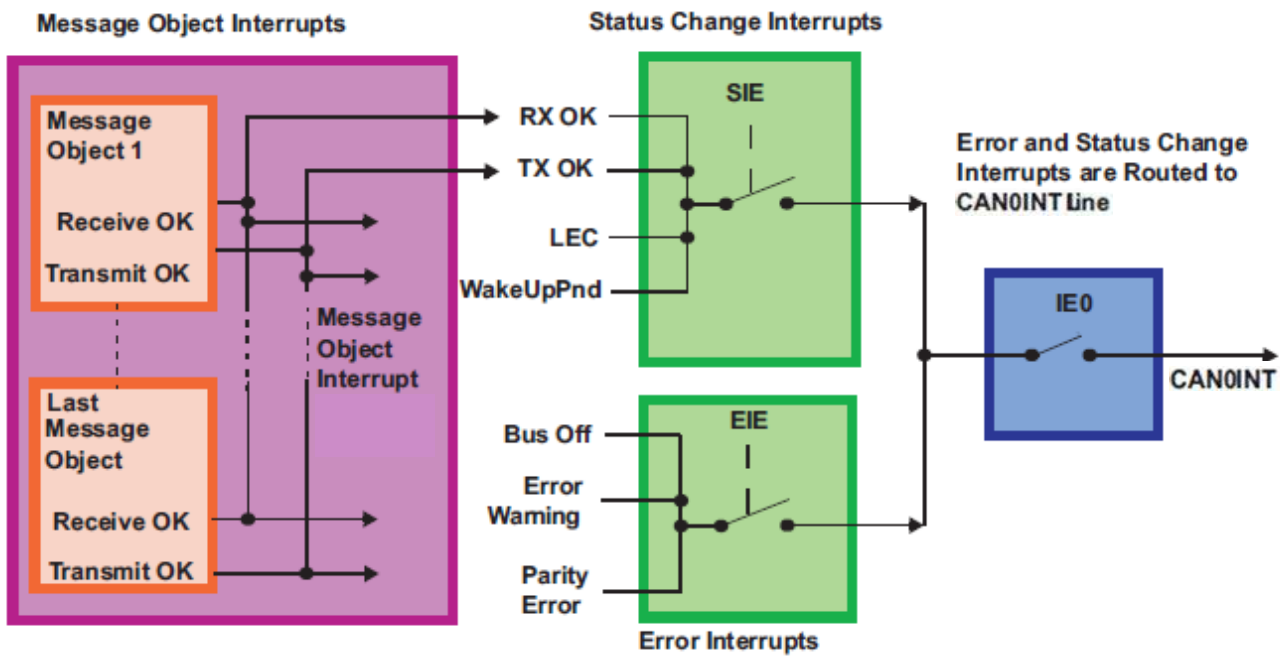 Message Object Interrupts
Status Change Interrupts
Message
Object 1
Receive OK
Transmit OK
Message
Object
Interrupt
Last
Message
Object
Receive OK
Transmit OK
RX OK
TX OK
LEC
WakeUpPnd
SIE
Bus Off
Error
Warning
Parity
Error
EIE
Error Interrupts
Error and Status Change
Interrupts are Routed to
CAN0INT Line
IE0
CAN0INT